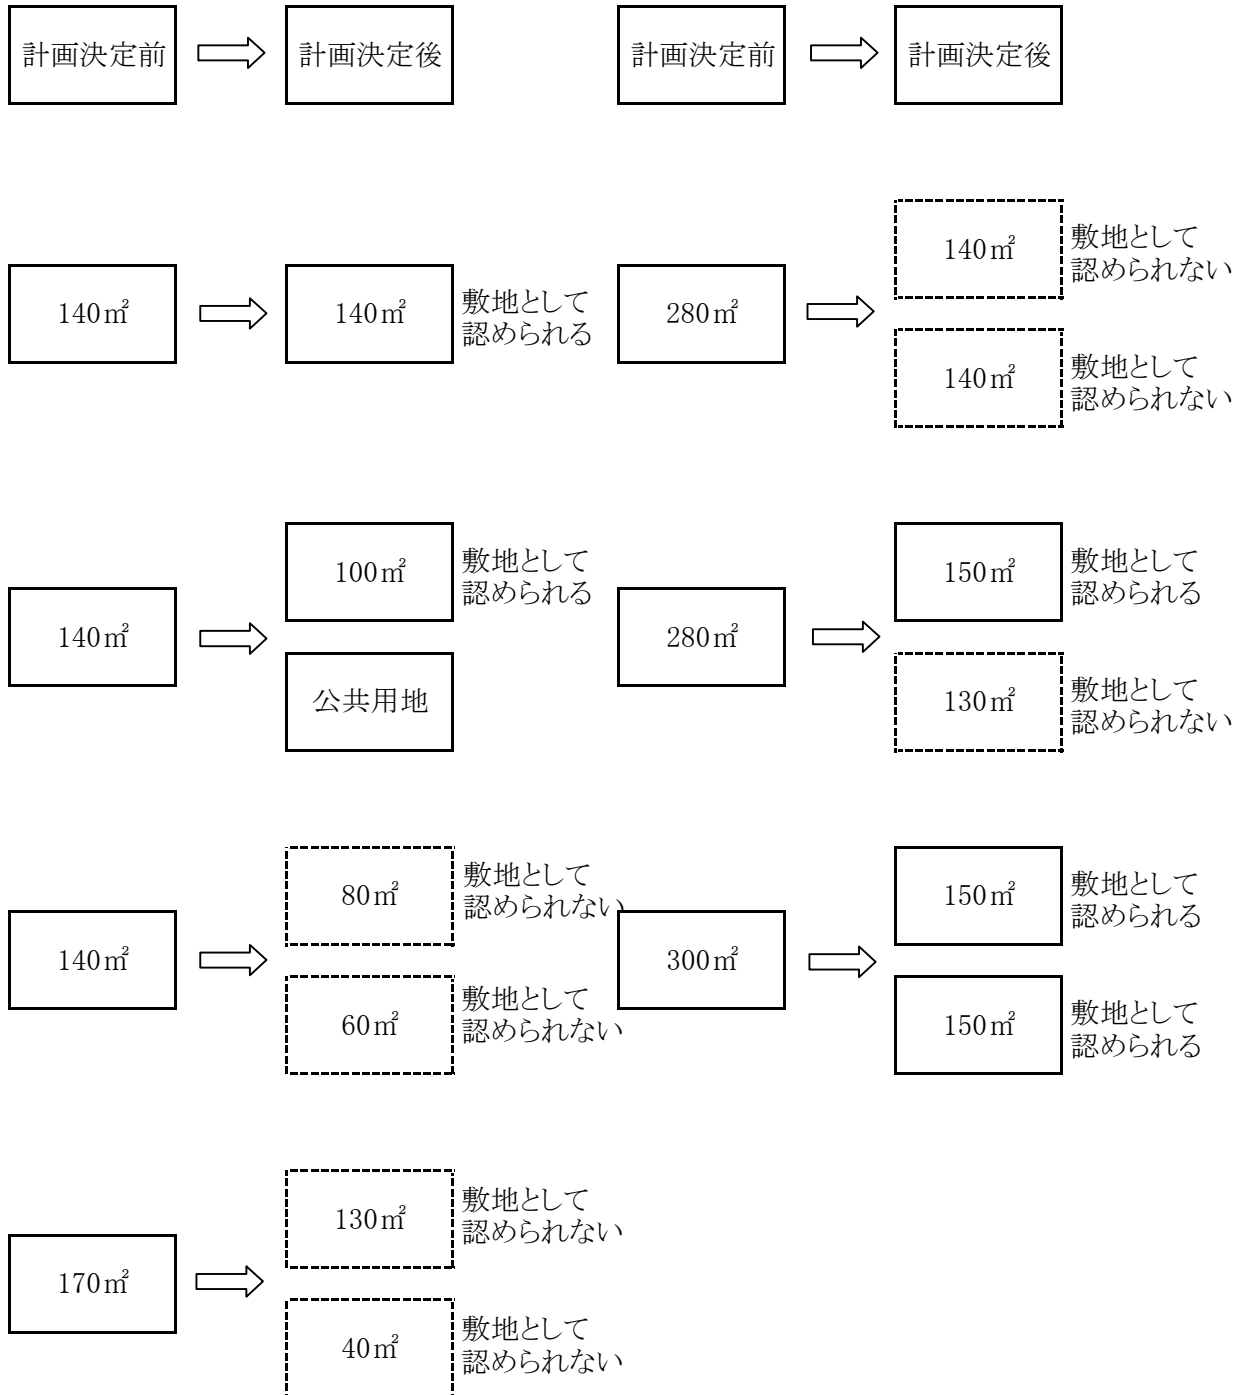 計画決定前
計画決定後
計画決定前
計画決定後
140㎡
140㎡
敷地として
認められる
280㎡
140㎡
敷地として
認められない
140㎡
敷地として
認められない
140㎡
100㎡
敷地として
認められる
公共用地
280㎡
150㎡
敷地として
認められる
130㎡
敷地として
認められない
140㎡
80㎡
敷地として
認められない
60㎡
敷地として
認められない
300㎡
150㎡
敷地として
認められる
150㎡
敷地として
認められる
170㎡
130㎡
敷地として
認められない
40㎡
敷地として
認められない